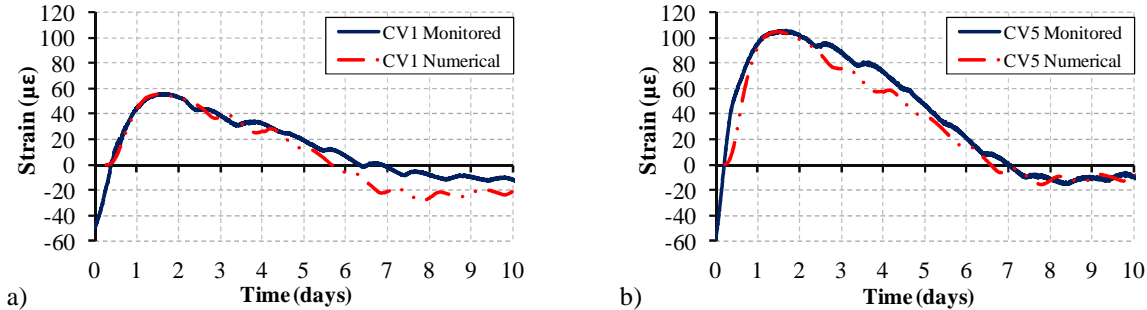 120
100
80
60
40
20
0
-20
-40
-60
Strain (µε)
CV1 Monitored
CV1 Numerical
0 1 2 3 4 5 6 7 8 9 10
Time (days)
a)
120
100
80
60
40
20
0
-20
-40
-60
Strain (µε)
CV5 Monitored
CV5 Numerical
0 1 2 3 4 5 6 7 8 9 10
Time (days)
b)